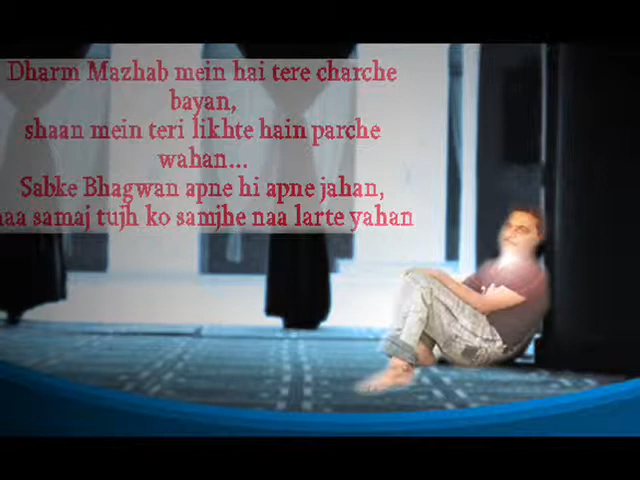 Dharm Mazhab mein hai tere charche
bayan,
shaan mein teri likhte hain parche
wahan...
Sabke Bhagwan apne hi apne jahan,
samaj tujh ko samjhe naa larte yahan